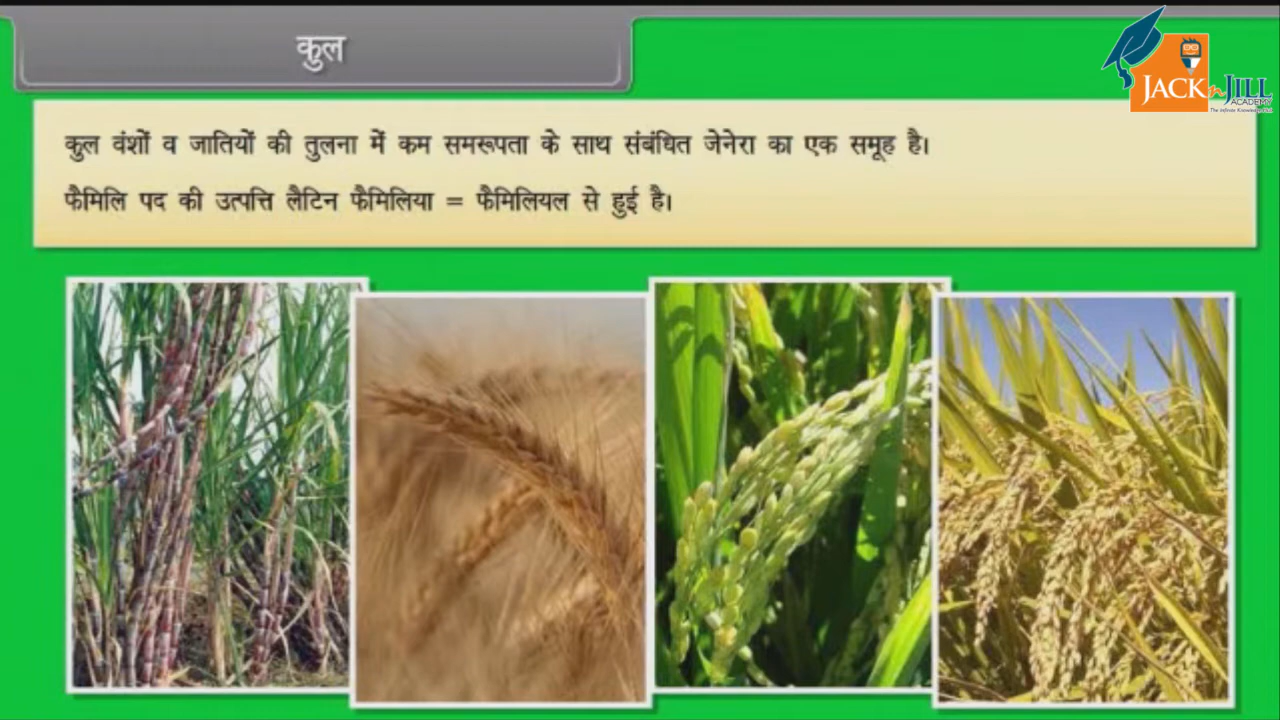 कुल
JACK n JILL
ACADEMY
कुल वंशों व जातियों की तुलना में कम समरूपता के साथ संबंधित जेनेरा का एक समूह है।
फैमिलि पद की उत्पत्ति लैटिन फैमिलिया = फैमिलियल से हुई है।